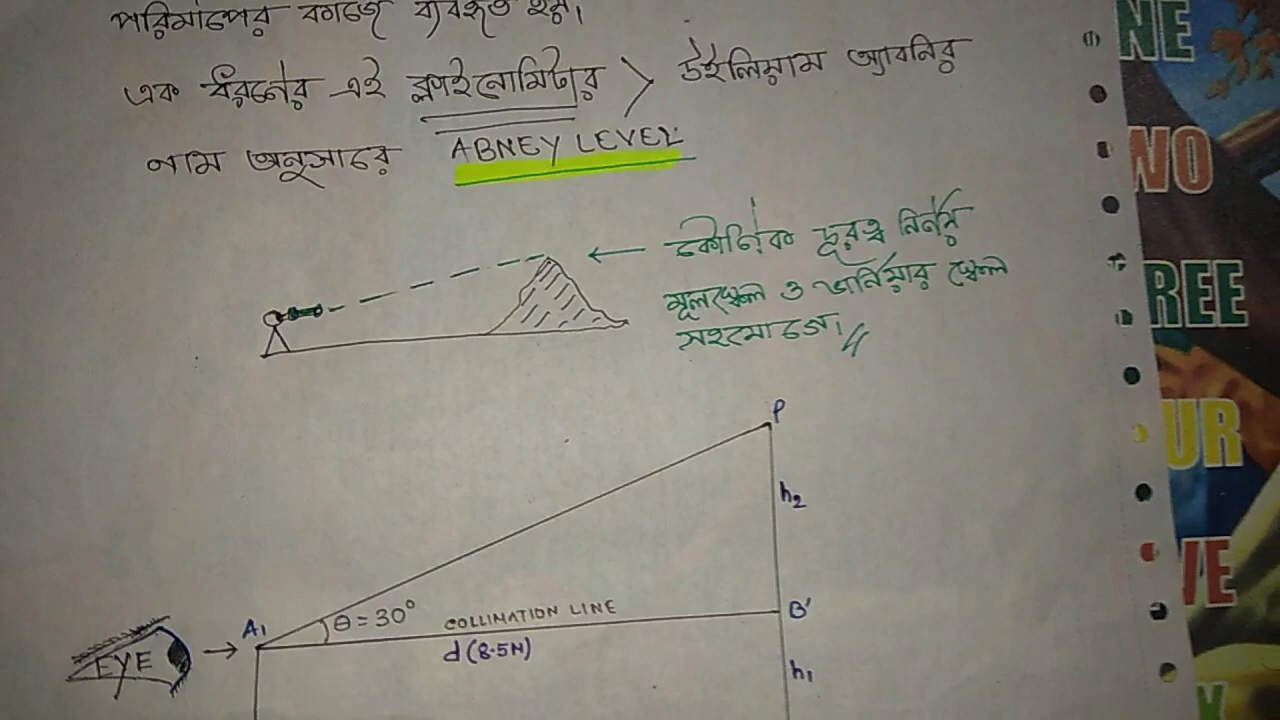 পরিমাপের কাজে ব্যবহৃত হয়।
এক ধরনের এই ক্লাইনোমিটার > উইলিয়াম অ্যাবনির
নাম অনুসারে ABNEY LEVEL
← কৌণিক দূরত্ব নির্ণয়
মূলস্কেল ও ভার্নিয়ার স্কেল
সহযোগে।
P
h₂
A₁ θ = 30° COLLIMATION LINE B'
EYE → d (8.5M)
h₁
NE
WO
REE
UR
VE
X